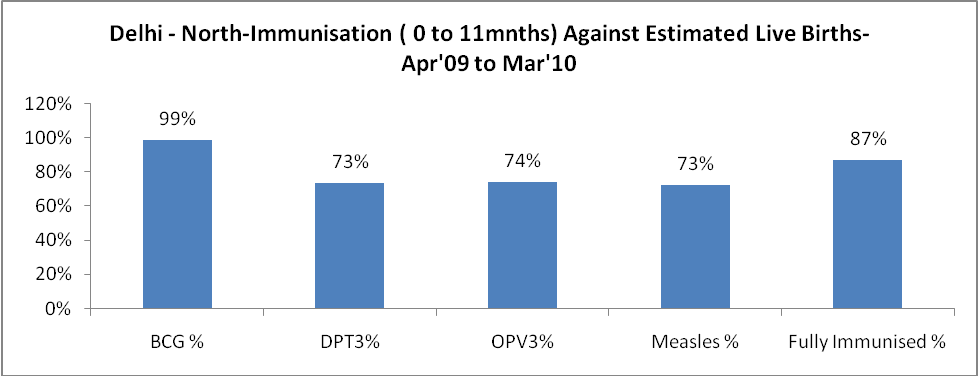 Delhi - North-Immunisation ( 0 to 11mnths) Against Estimated Live Births-
Apr'09 to Mar'10
120%
100%
80%
60%
40%
20%
0%
99%
73%
74%
73%
87%
BCG %
DPT3%
OPV3%
Measles %
Fully Immunised %